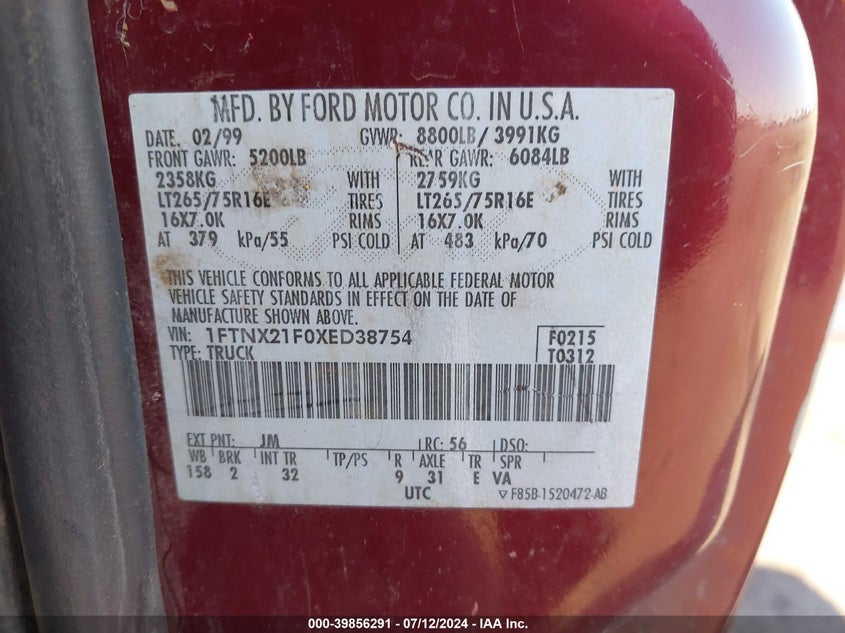 MFD. BY FORD MOTOR CO. IN U.S.A.
DATE: 02/99 GVWR: 8800LB / 3991KG
FRONT GAWR: 5200LB REAR GAWR: 6084LB
2358KG WITH 2759KG WITH
LT265/75R16E TIRES LT265/75R16E TIRES
16X7.0K RIMS 16X7.0K RIMS
AT 379 kPa/55 PSI COLD AT 483 kPa/70 PSI COLD
THIS VEHICLE CONFORMS TO ALL APPLICABLE FEDERAL MOTOR
VEHICLE SAFETY STANDARDS IN EFFECT ON THE DATE OF
MANUFACTURE SHOWN ABOVE.
VIN: 1FTNX21F0XED38754 F0215
TYPE: TRUCK T0312
EXT PNT: JM RC: 56 DSO:
WB BRK INT TR TP/PS R AXLE TR SPR
158 2 32 9 31 E VA
UTC ▽ F85B-1520472-AB
000-39856291 - 07/12/2024 - IAA Inc.